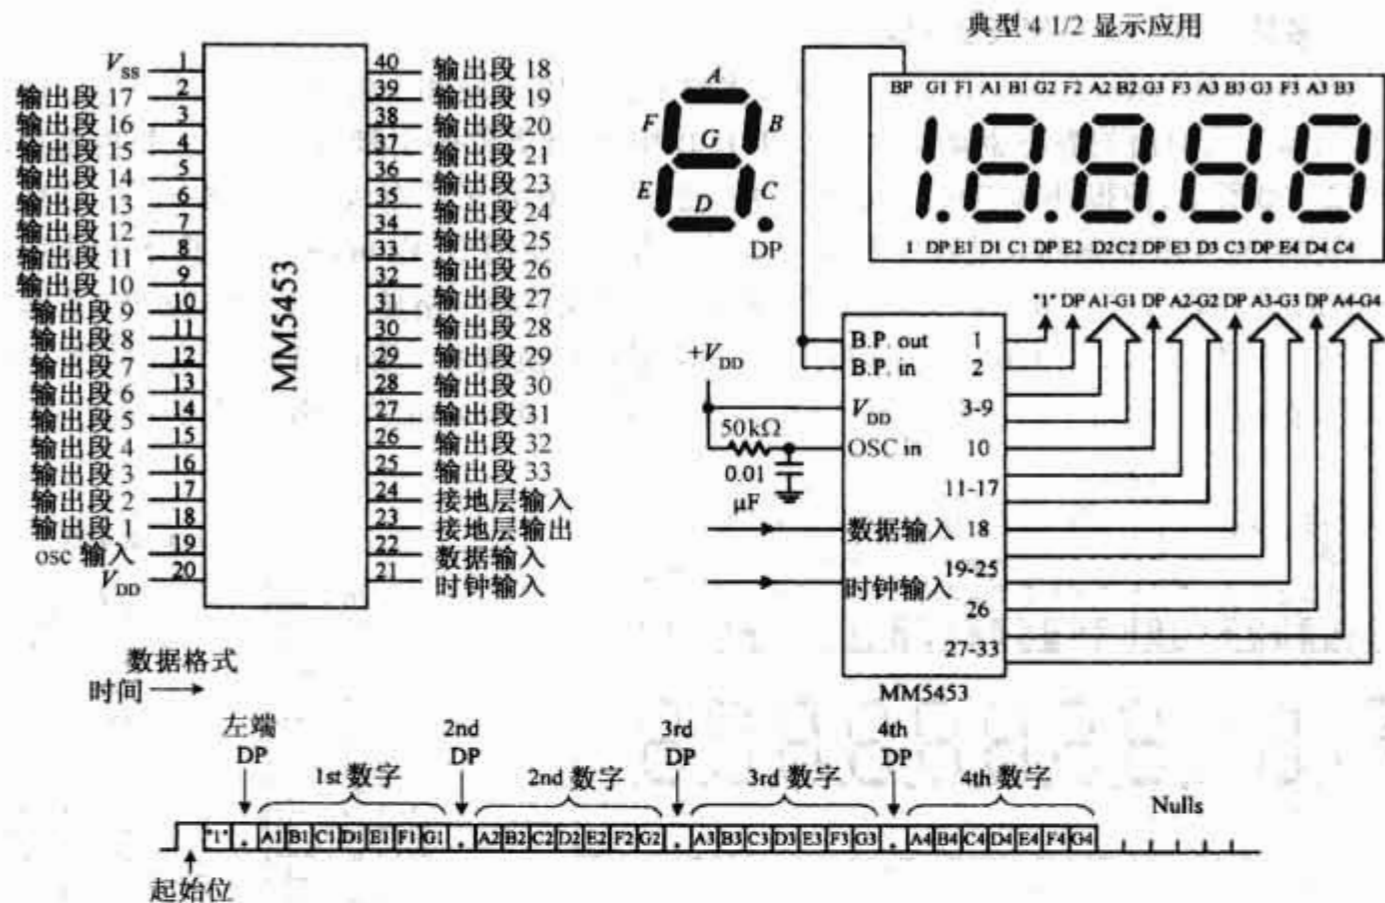 典型 4 1/2 显示应用
V_SS 1
输出段 17 2
输出段 16 3
输出段 15 4
输出段 14 5
输出段 13 6
输出段 12 7
输出段 11 8
输出段 10 9
输出段 9 10
输出段 8 11
输出段 7 12
输出段 6 13
输出段 5 14
输出段 4 15
输出段 3 16
输出段 2 17
输出段 1 18
osc 输入 19
V_DD 20
MM5453
40 输出段 18
39 输出段 19
38 输出段 20
37 输出段 21
36 输出段 23
35 输出段 24
34 输出段 25
33 输出段 26
32 输出段 27
31 输出段 28
30 输出段 29
29 输出段 30
28 输出段 31
27 输出段 32
26 输出段 33
25 接地层输入
24 接地层输出
23 数据输入
22 时钟输入
21
A
F B
G
E C
D
DP
BP G1 F1 A1 B1 G2 F2 A2 B2 G3 F3 A3 B3 G3 F3 A3 B3
1 DP E1 D1 C1 DP E2 D2 C2 DP E3 D3 C3 DP E4 D4 C4
"1" DP A1-G1 DP A2-G2 DP A3-G3 DP A4-G4
B.P. out 1
B.P. in 2
+V_DD
V_DD 3-9
50 kΩ
OSC in 10
0.01
μF
11-17
数据输入 18
19-25
时钟输入
26
27-33
MM5453
数据格式
时间
左端
DP
2nd
DP
3rd
DP
4th
DP
1st 数字
2nd 数字
3rd 数字
4th 数字
Nulls
"1" . A1 B1 C1 D1 E1 F1 G1 . A2 B2 C2 D2 E2 F2 G2 . A3 B3 C3 D3 E3 F3 G3 . A4 B4 C4 D4 E4 F4 G4
起始位